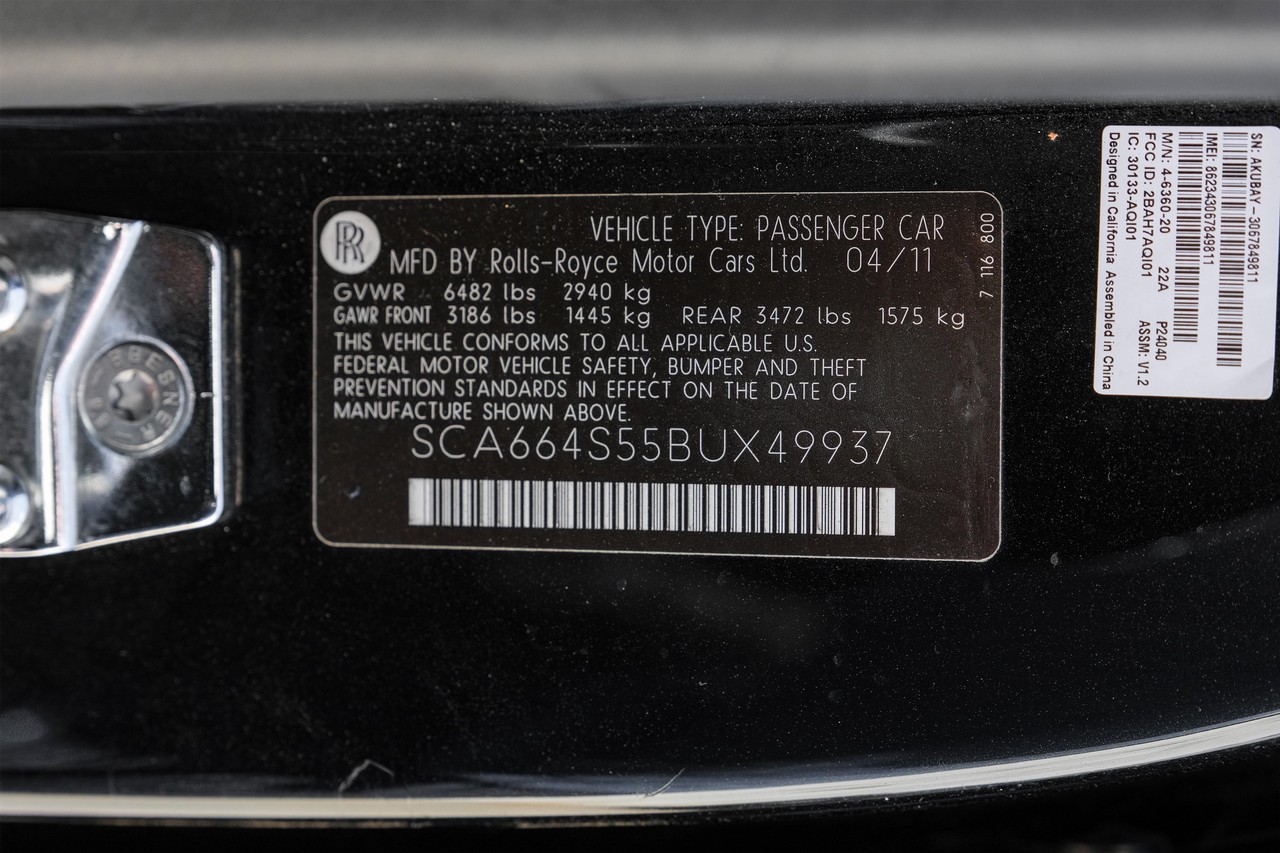 RR
VEHICLE TYPE: PASSENGER CAR
MFD BY Rolls-Royce Motor Cars Ltd. 04/11
GVWR 6482 lbs 2940 kg
GAWR FRONT 3186 lbs 1445 kg REAR 3472 lbs 1575 kg
THIS VEHICLE CONFORMS TO ALL APPLICABLE U.S.
FEDERAL MOTOR VEHICLE SAFETY, BUMPER AND THEFT
PREVENTION STANDARDS IN EFFECT ON THE DATE OF
MANUFACTURE SHOWN ABOVE.
SCA664S55BUX49937
7 116 800
SN: AKUBAY-3067849811
IMEI: 862343067849811
M/N: 4-6360-20 22A P24040
FCC ID: 2BAH7AQI01 ASSM: V1.2
IC: 30133-AQI01
Designed in California Assembled in China